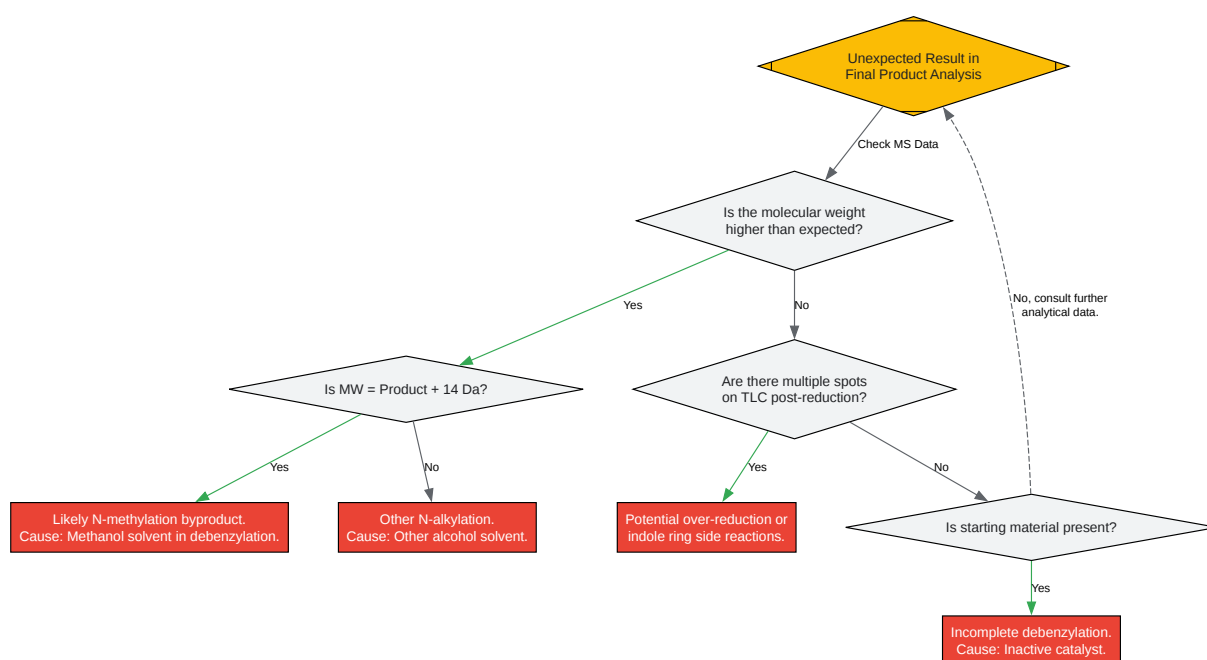 Unexpected Result in
Final Product Analysis
Check MS Data
Is the molecular weight
higher than expected?
Yes
No
No, consult further
analytical data.
Is MW = Product + 14 Da?
Are there multiple spots
on TLC post-reduction?
Yes
No
Yes
No
Likely N-methylation byproduct.
Cause: Methanol solvent in debenzylation.
Other N-alkylation.
Cause: Other alcohol solvent.
Potential over-reduction or
indole ring side reactions.
Is starting material present?
Yes
Incomplete debenzylation.
Cause: Inactive catalyst.